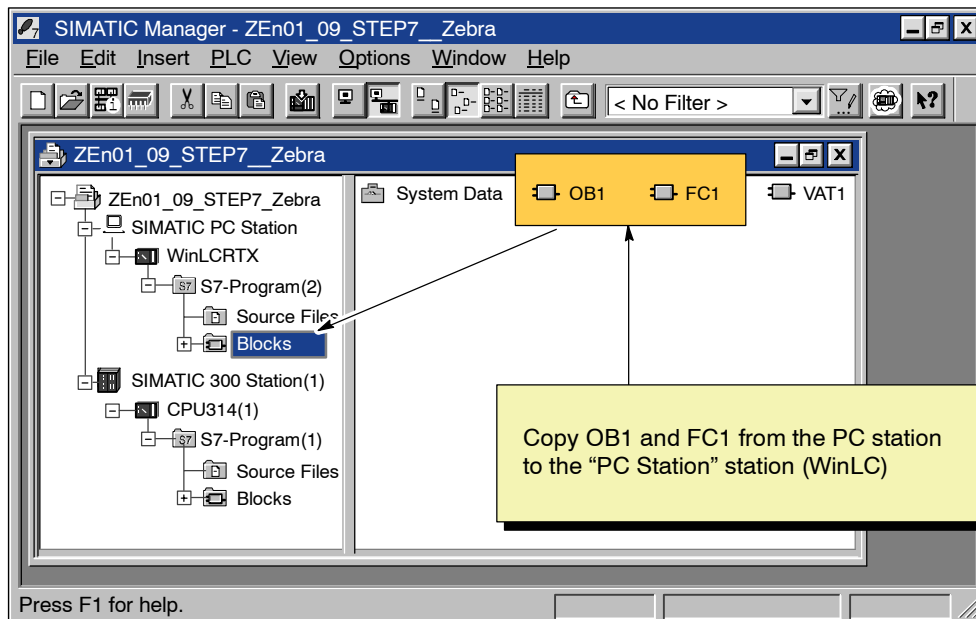 SIMATIC Manager - ZEn01_09_STEP7__Zebra
File Edit Insert PLC View Options Window Help
< No Filter >
ZEn01_09_STEP7__Zebra
ZEn01_09_STEP7_Zebra
SIMATIC PC Station
WinLCRTX
S7-Program(2)
Source Files
Blocks
SIMATIC 300 Station(1)
CPU314(1)
S7-Program(1)
Source Files
Blocks
System Data OB1 FC1 VAT1
Copy OB1 and FC1 from the PC station
to the “PC Station” station (WinLC)
Press F1 for help.